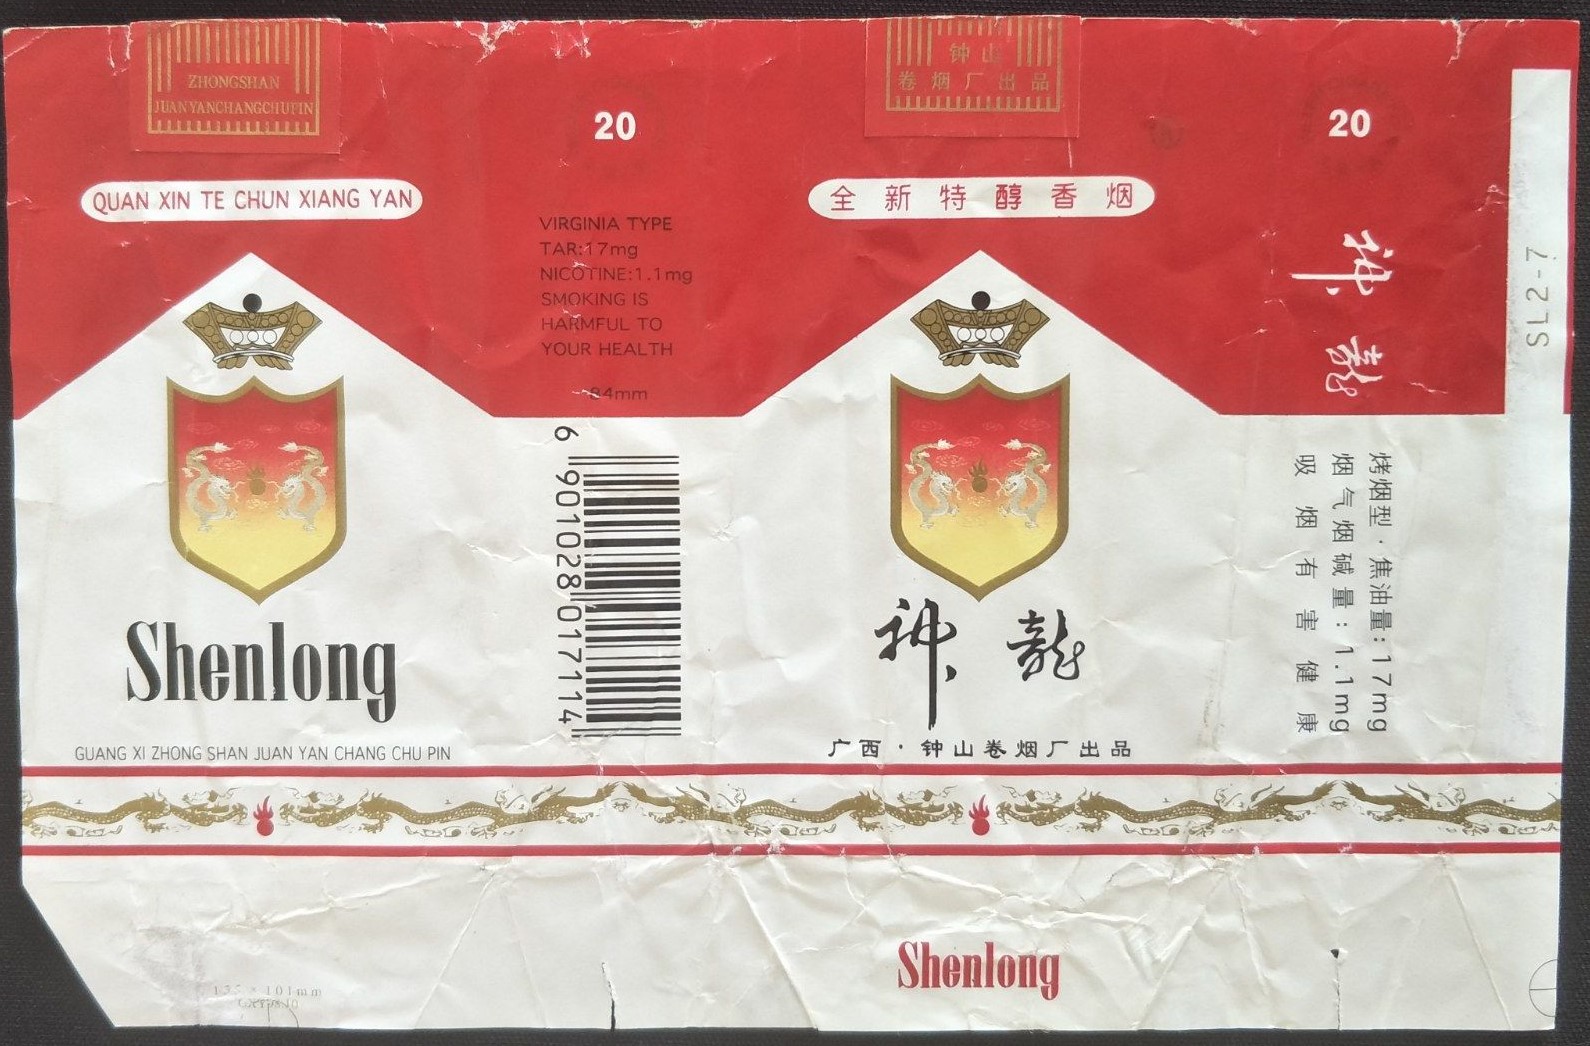 ZHONGSHAN
JUANYANCHANGCHUPIN
QUAN XIN TE CHUN XIANG YAN
Shenlong
GUANG XI ZHONG SHAN JUAN YAN CHANG CHU PIN
20
VIRGINIA TYPE
TAR:17mg
NICOTINE:1.1mg
SMOKING IS
HARMFUL TO
YOUR HEALTH
84mm
6 901028 017114
钟山
卷烟厂出品
全新特醇香烟
神龙
广西·钟山卷烟厂出品
20
神龙
烤烟型·焦油量:17mg
烟气烟碱量:1.1mg
吸烟有害健康
SL2-7
Shenlong